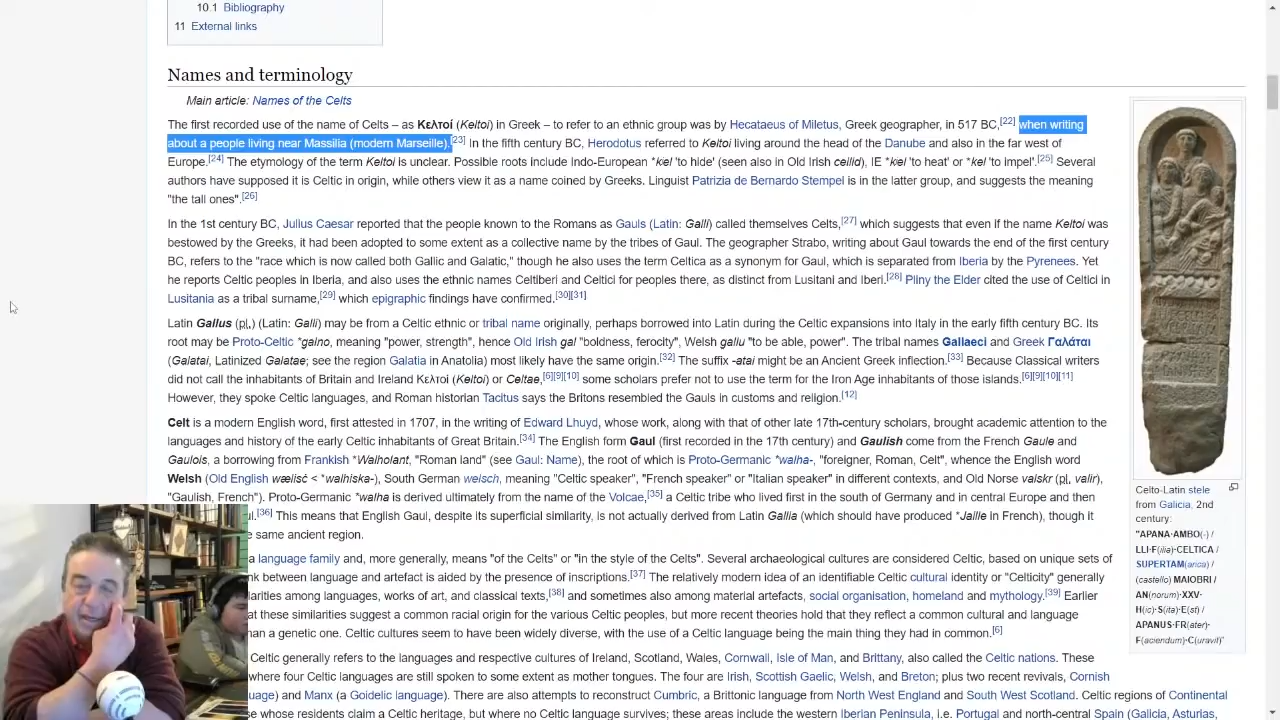 10.1 Bibliography
11 External links
Names and terminology
Main article: Names of the Celts
The first recorded use of the name of Celts – as Κελτοί (Keltoi) in Greek – to refer to an ethnic group was by Hecataeus of Miletus, Greek geographer, in 517 BC,[22] when writing
about a people living near Massilia (modern Marseille).[23] In the fifth century BC, Herodotus referred to Keltoi living around the head of the Danube and also in the far west of
Europe.[24] The etymology of the term Keltoi is unclear. Possible roots include Indo-European *kʲel 'to hide' (seen also in Old Irish ceilid), IE *kʲel 'to heat' or *kel 'to impel'.[25] Several
authors have supposed it is Celtic in origin, while others view it as a name coined by Greeks. Linguist Patrizia de Bernardo Stempel is in the latter group, and suggests the meaning
"the tall ones".[26]
In the 1st century BC, Julius Caesar reported that the people known to the Romans as Gauls (Latin: Galli) called themselves Celts,[27] which suggests that even if the name Keltoi was
bestowed by the Greeks, it had been adopted to some extent as a collective name by the tribes of Gaul. The geographer Strabo, writing about Gaul towards the end of the first century
BC, refers to the "race which is now called both Gallic and Galatic," though he also uses the term Celtica as a synonym for Gaul, which is separated from Iberia by the Pyrenees. Yet
he reports Celtic peoples in Iberia, and also uses the ethnic names Celtiberi and Celtici for peoples there, as distinct from Lusitani and Iberi.[28] Pliny the Elder cited the use of Celtici in
Lusitania as a tribal surname,[29] which epigraphic findings have confirmed.[30][31]
Latin Gallus (pl.) (Latin: Galli) may be from a Celtic ethnic or tribal name originally, perhaps borrowed into Latin during the Celtic expansions into Italy in the early fifth century BC. Its
root may be Proto-Celtic *galno, meaning "power, strength", hence Old Irish gal "boldness, ferocity", Welsh gallu "to be able, power". The tribal names Gallaeci and Greek Γαλάται
(Galatai, Latinized Galatae; see the region Galatia in Anatolia) most likely have the same origin.[32] The suffix -atai might be an Ancient Greek inflection.[33] Because Classical writers
did not call the inhabitants of Britain and Ireland Κελτοί (Keltoi) or Celtae,[6][9][10] some scholars prefer not to use the term for the Iron Age inhabitants of those islands.[6][9][10][11]
However, they spoke Celtic languages, and Roman historian Tacitus says the Britons resembled the Gauls in customs and religion.[12]
Celt is a modern English word, first attested in 1707, in the writing of Edward Lhuyd, whose work, along with that of other late 17th-century scholars, brought academic attention to the
languages and history of the early Celtic inhabitants of Great Britain.[34] The English form Gaul (first recorded in the 17th century) and Gaulish come from the French Gaule and
Gaulois, a borrowing from Frankish *Walholant, "Roman land" (see Gaul: Name), the root of which is Proto-Germanic *walha-, "foreigner, Roman, Celt", whence the English word
Welsh (Old English wælisċ < *walhiska-), South German welsch, meaning "Celtic speaker", "French speaker" or "Italian speaker" in different contexts, and Old Norse valskr (pl. valir),
"Gaulish, French"). Proto-Germanic *walha is derived ultimately from the name of the Volcae,[35] a Celtic tribe who lived first in the south of Germany and in central Europe and then
l.[36] This means that English Gaul, despite its superficial similarity, is not actually derived from Latin Gallia (which should have produced *Jaille in French), though it
e same ancient region.
a language family and, more generally, means "of the Celts" or "in the style of the Celts". Several archaeological cultures are considered Celtic, based on unique sets of
nk between language and artefact is aided by the presence of inscriptions.[37] The relatively modern idea of an identifiable Celtic cultural identity or "Celticity" generally
larities among languages, works of art, and classical texts,[38] and sometimes also among material artefacts, social organisation, homeland and mythology.[39] Earlier
at these similarities suggest a common racial origin for the various Celtic peoples, but more recent theories hold that they reflect a common cultural and language
han a genetic one. Celtic cultures seem to have been widely diverse, with the use of a Celtic language being the main thing they had in common.[6]
Celtic generally refers to the languages and respective cultures of Ireland, Scotland, Wales, Cornwall, Isle of Man, and Brittany, also called the Celtic nations. These
where four Celtic languages are still spoken to some extent as mother tongues. The four are Irish, Scottish Gaelic, Welsh, and Breton; plus two recent revivals, Cornish
uage) and Manx (a Goidelic language). There are also attempts to reconstruct Cumbric, a Brittonic language from North West England and South West Scotland. Celtic regions of Continental
se whose residents claim a Celtic heritage, but where no Celtic language survives; these areas include the western Iberian Peninsula, i.e. Portugal and north-central Spain (Galicia, Asturias,
Celto-Latin stele
from Galicia, 2nd
century:
"APANA·AMBO(-) /
LLI·F(ilia)·CELTICA /
SUPERTAM(arica) /
(castello) MAIOBRI /
AN(norum)·XXV·
H(ic)·S(ita)·E(st) /
APANUS·FR(ater)·
F(aciendum)·C(uravit)"